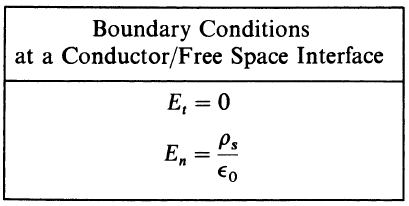 Boundary Conditions
at a Conductor/Free Space Interface
E_t = 0
E_n = ρ_s / ϵ_0